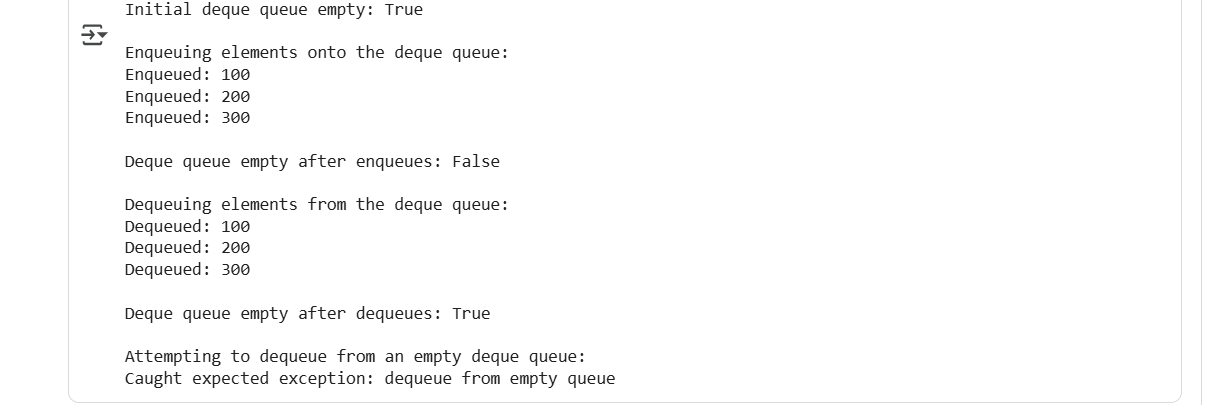 Initial deque queue empty: True
Enqueuing elements onto the deque queue:
Enqueued: 100
Enqueued: 200
Enqueued: 300
Deque queue empty after enqueues: False
Dequeuing elements from the deque queue:
Dequeued: 100
Dequeued: 200
Dequeued: 300
Deque queue empty after dequeues: True
Attempting to dequeue from an empty deque queue:
Caught expected exception: dequeue from empty queue